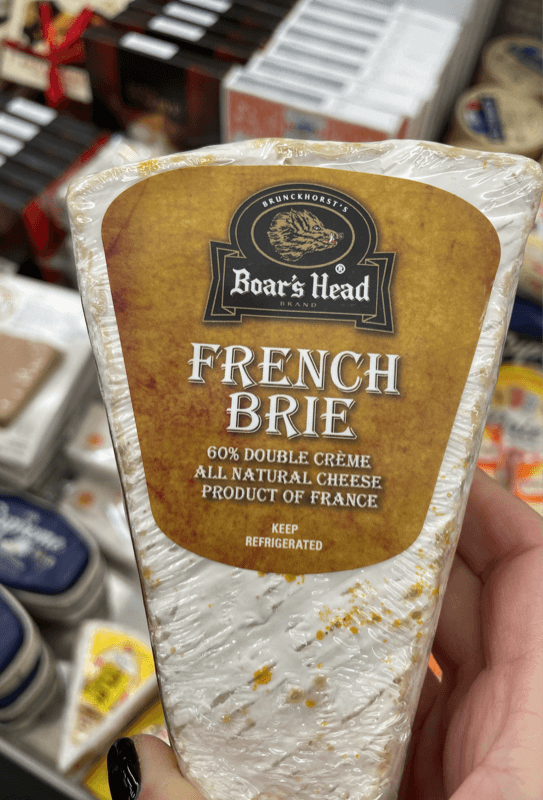 BRUNCKHORST'S
Boar's Head®
BRAND
FRENCH
BRIE
60% DOUBLE CRÈME
ALL NATURAL CHEESE
PRODUCT OF FRANCE
KEEP
REFRIGERATED